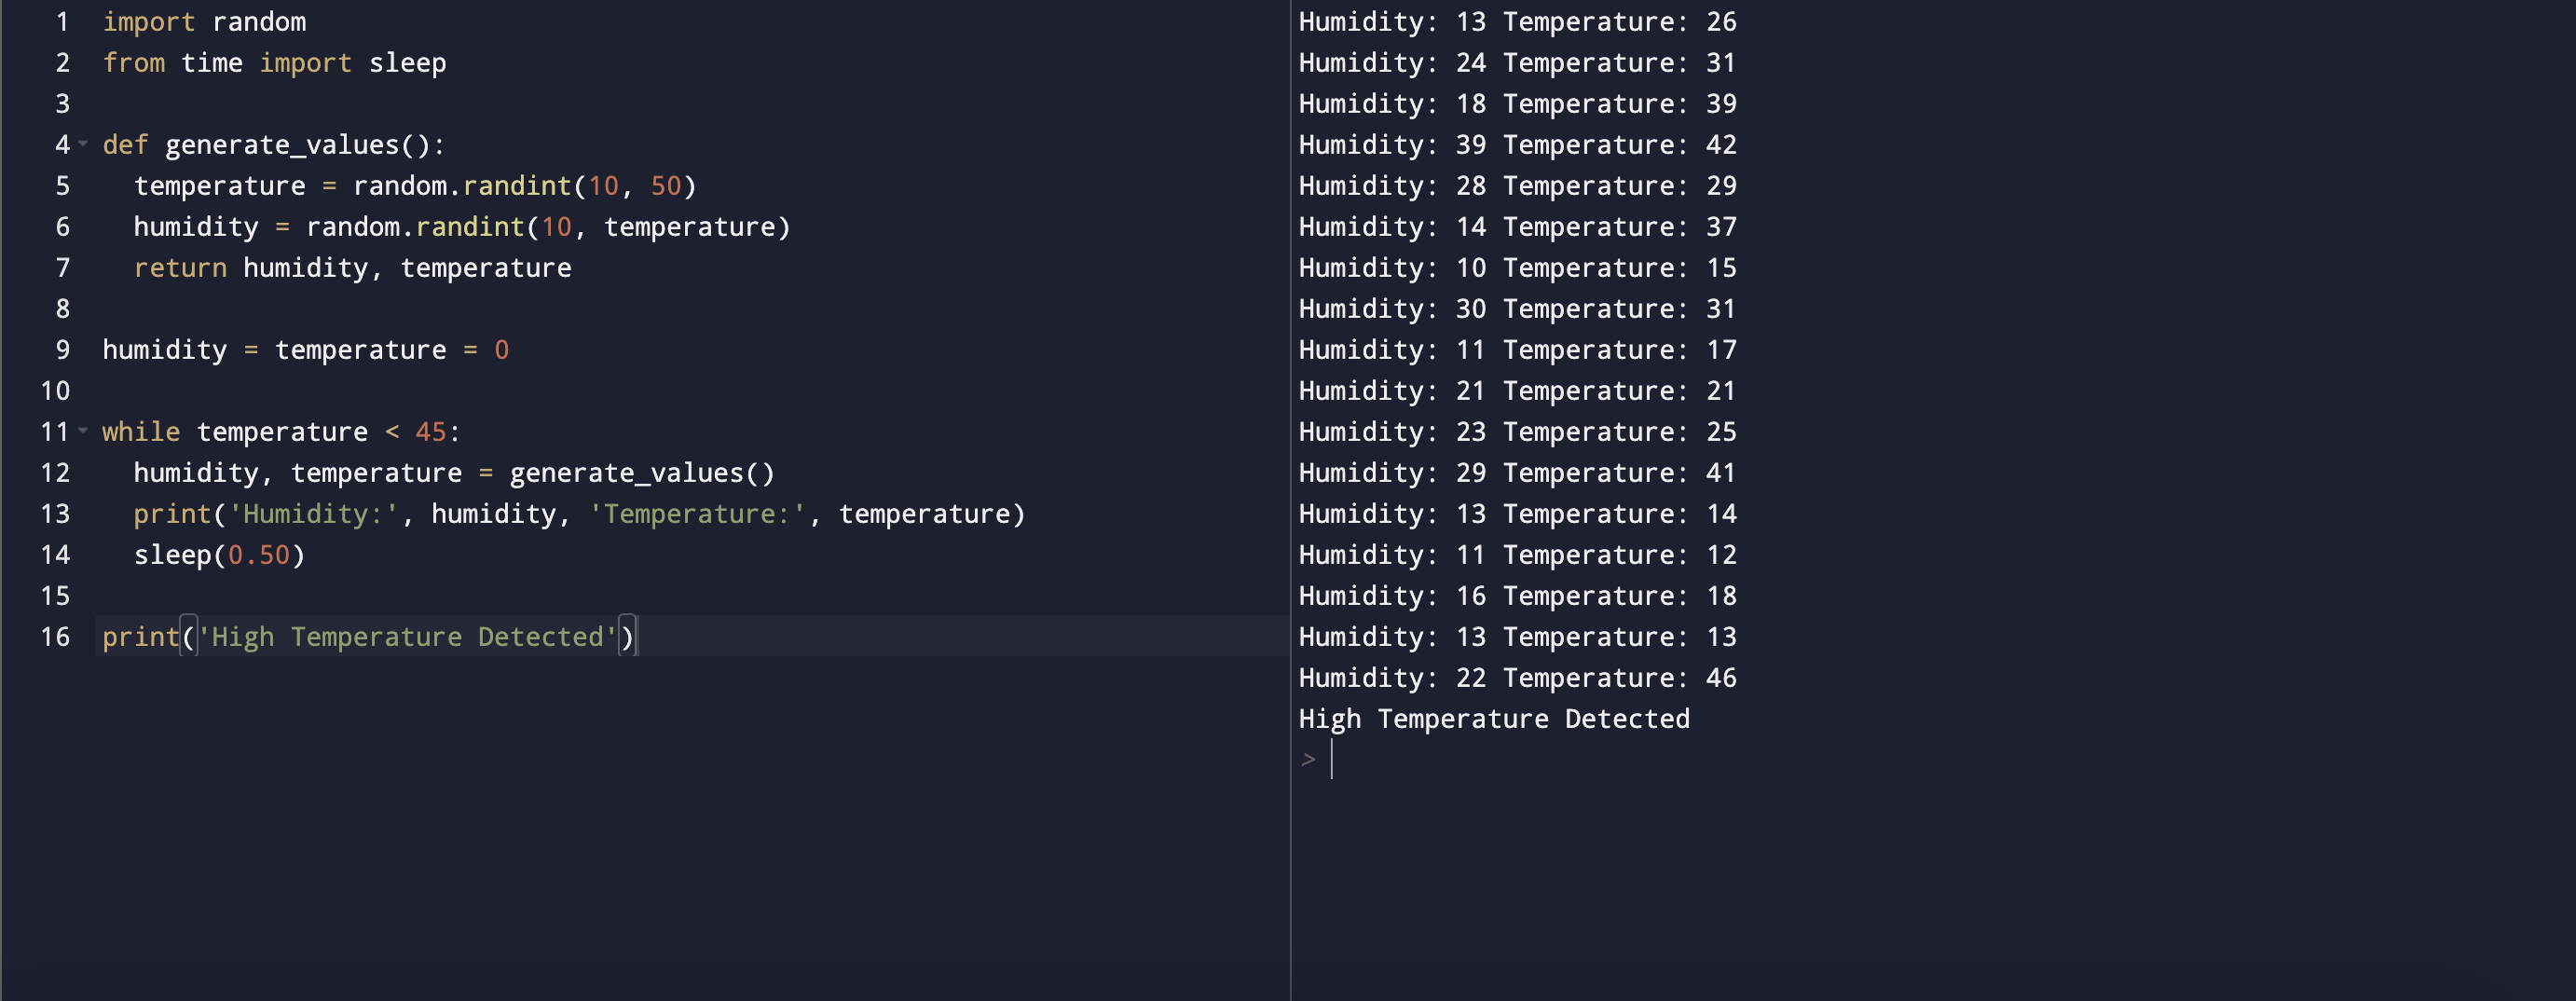 1 import random
2 from time import sleep
3
4 def generate_values():
5   temperature = random.randint(10, 50)
6   humidity = random.randint(10, temperature)
7   return humidity, temperature
8
9 humidity = temperature = 0
10
11 while temperature < 45:
12   humidity, temperature = generate_values()
13   print('Humidity:', humidity, 'Temperature:', temperature)
14   sleep(0.50)
15
16 print('High Temperature Detected')
Humidity: 13 Temperature: 26
Humidity: 24 Temperature: 31
Humidity: 18 Temperature: 39
Humidity: 39 Temperature: 42
Humidity: 28 Temperature: 29
Humidity: 14 Temperature: 37
Humidity: 10 Temperature: 15
Humidity: 30 Temperature: 31
Humidity: 11 Temperature: 17
Humidity: 21 Temperature: 21
Humidity: 23 Temperature: 25
Humidity: 29 Temperature: 41
Humidity: 13 Temperature: 14
Humidity: 11 Temperature: 12
Humidity: 16 Temperature: 18
Humidity: 13 Temperature: 13
Humidity: 22 Temperature: 46
High Temperature Detected
>